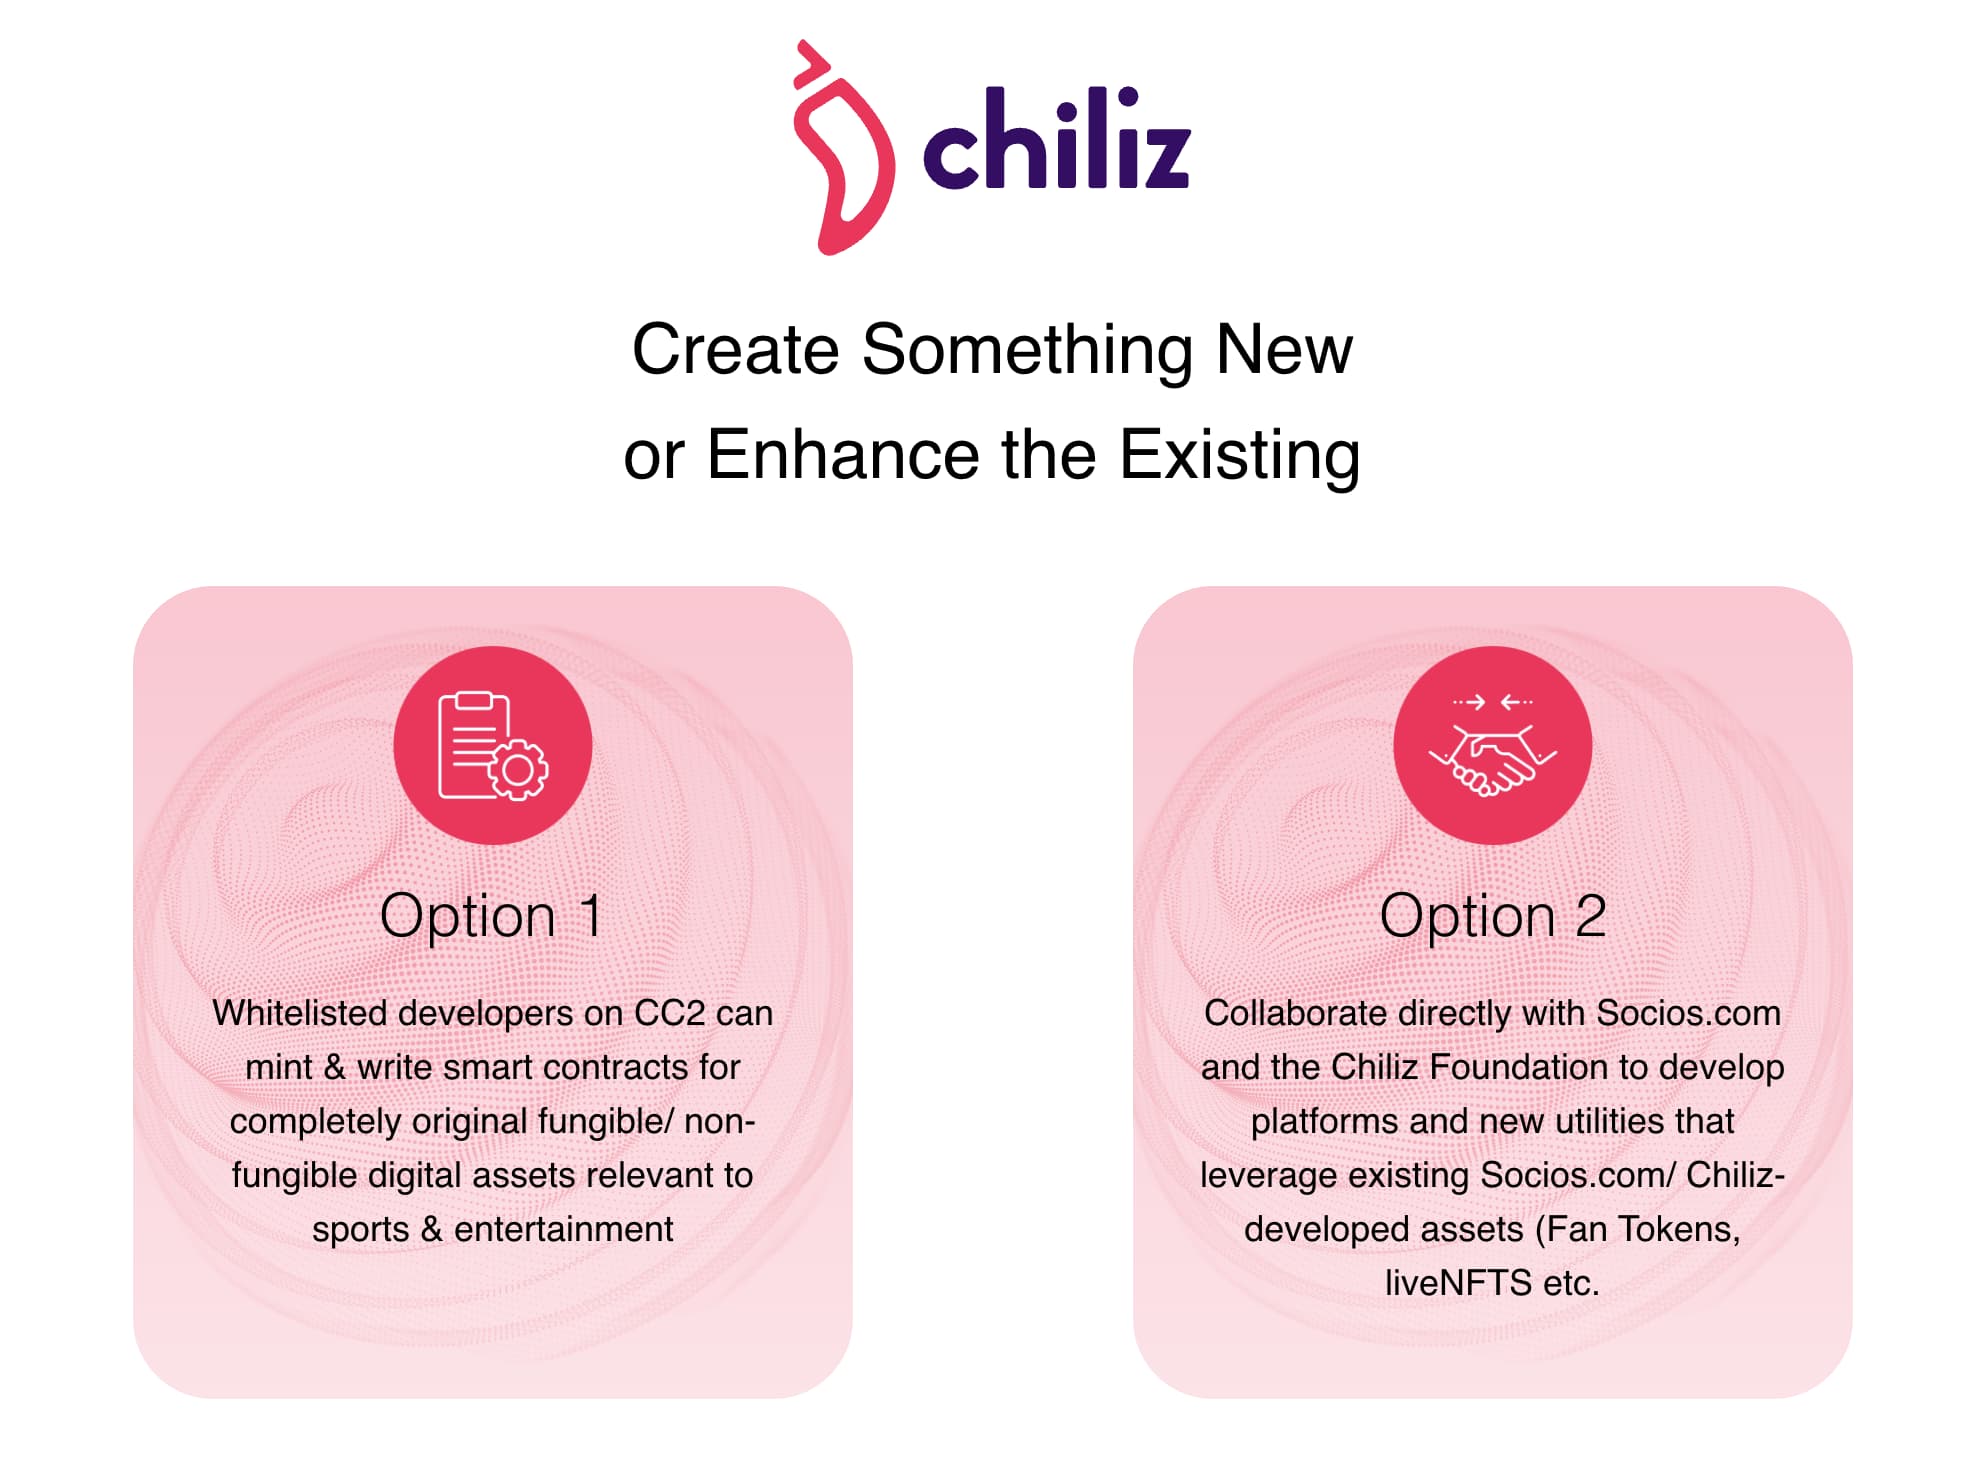 chiliz
Create Something New
or Enhance the Existing
Option 1
Whitelisted developers on CC2 can
mint & write smart contracts for
completely original fungible/ non-
fungible digital assets relevant to
sports & entertainment
Option 2
Collaborate directly with Socios.com
and the Chiliz Foundation to develop
platforms and new utilities that
leverage existing Socios.com/ Chiliz-
developed assets (Fan Tokens,
liveNFTS etc.